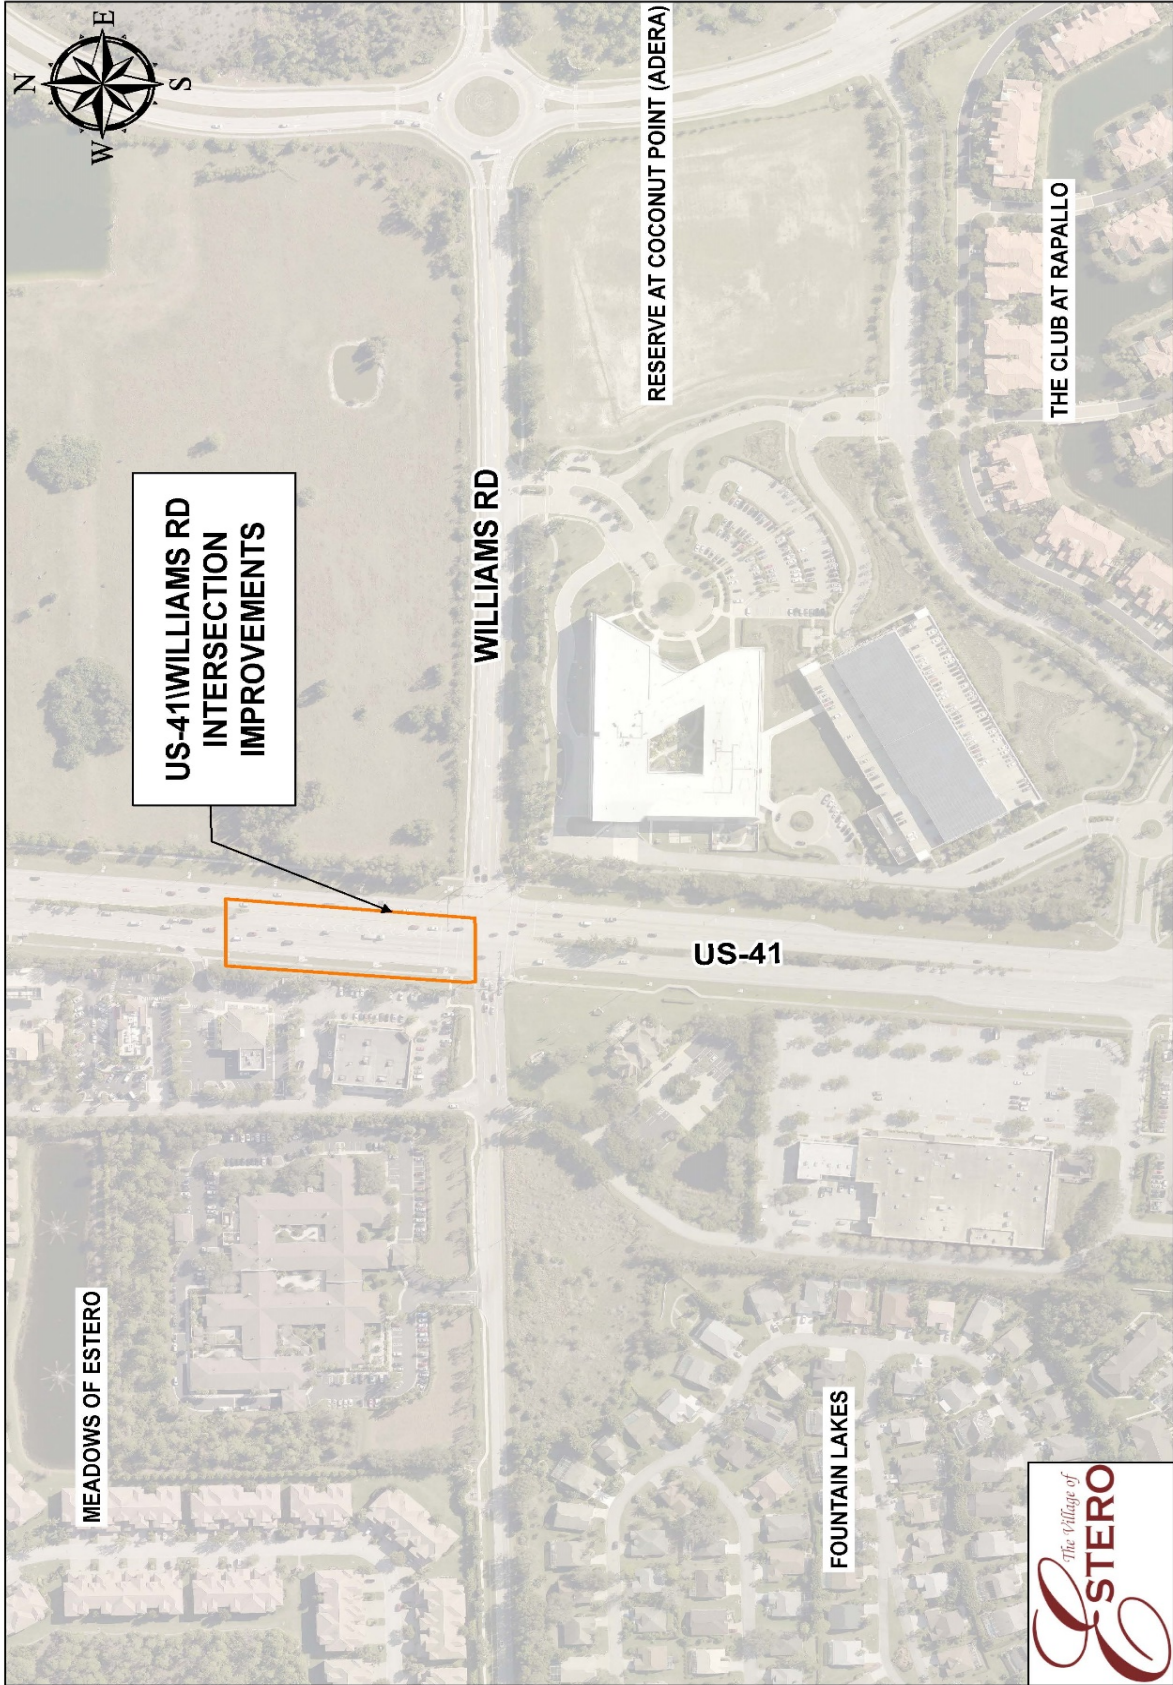 N
E
S
W
US-41\WILLIAMS RD
INTERSECTION
IMPROVEMENTS
WILLIAMS RD
RESERVE AT COCONUT POINT (ADERA)
THE CLUB AT RAPALLO
US-41
MEADOWS OF ESTERO
FOUNTAIN LAKES
The Village of
ESTERO